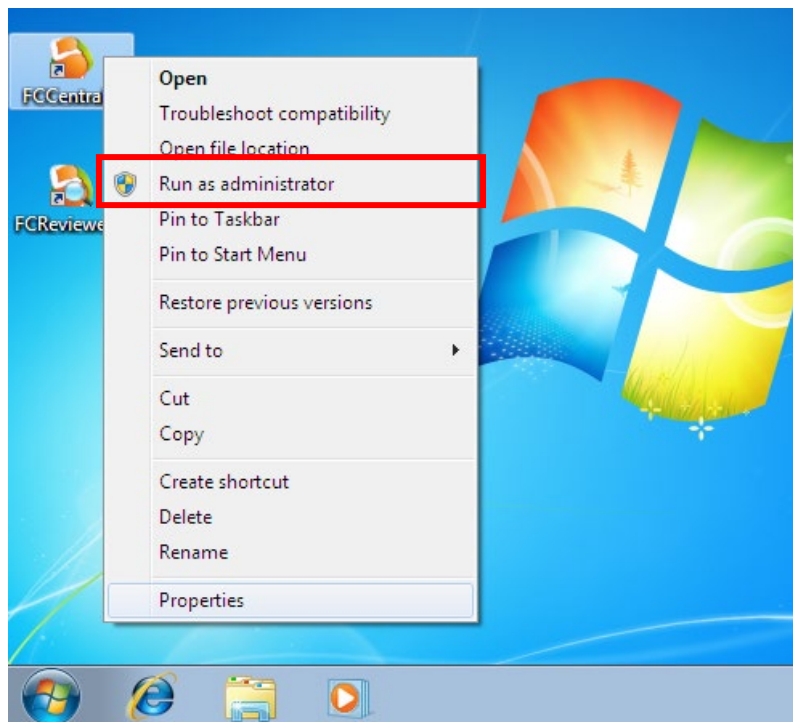 FCCentra
FCReviewe
Open
Troubleshoot compatibility
Open file location
Run as administrator
Pin to Taskbar
Pin to Start Menu
Restore previous versions
Send to
Cut
Copy
Create shortcut
Delete
Rename
Properties